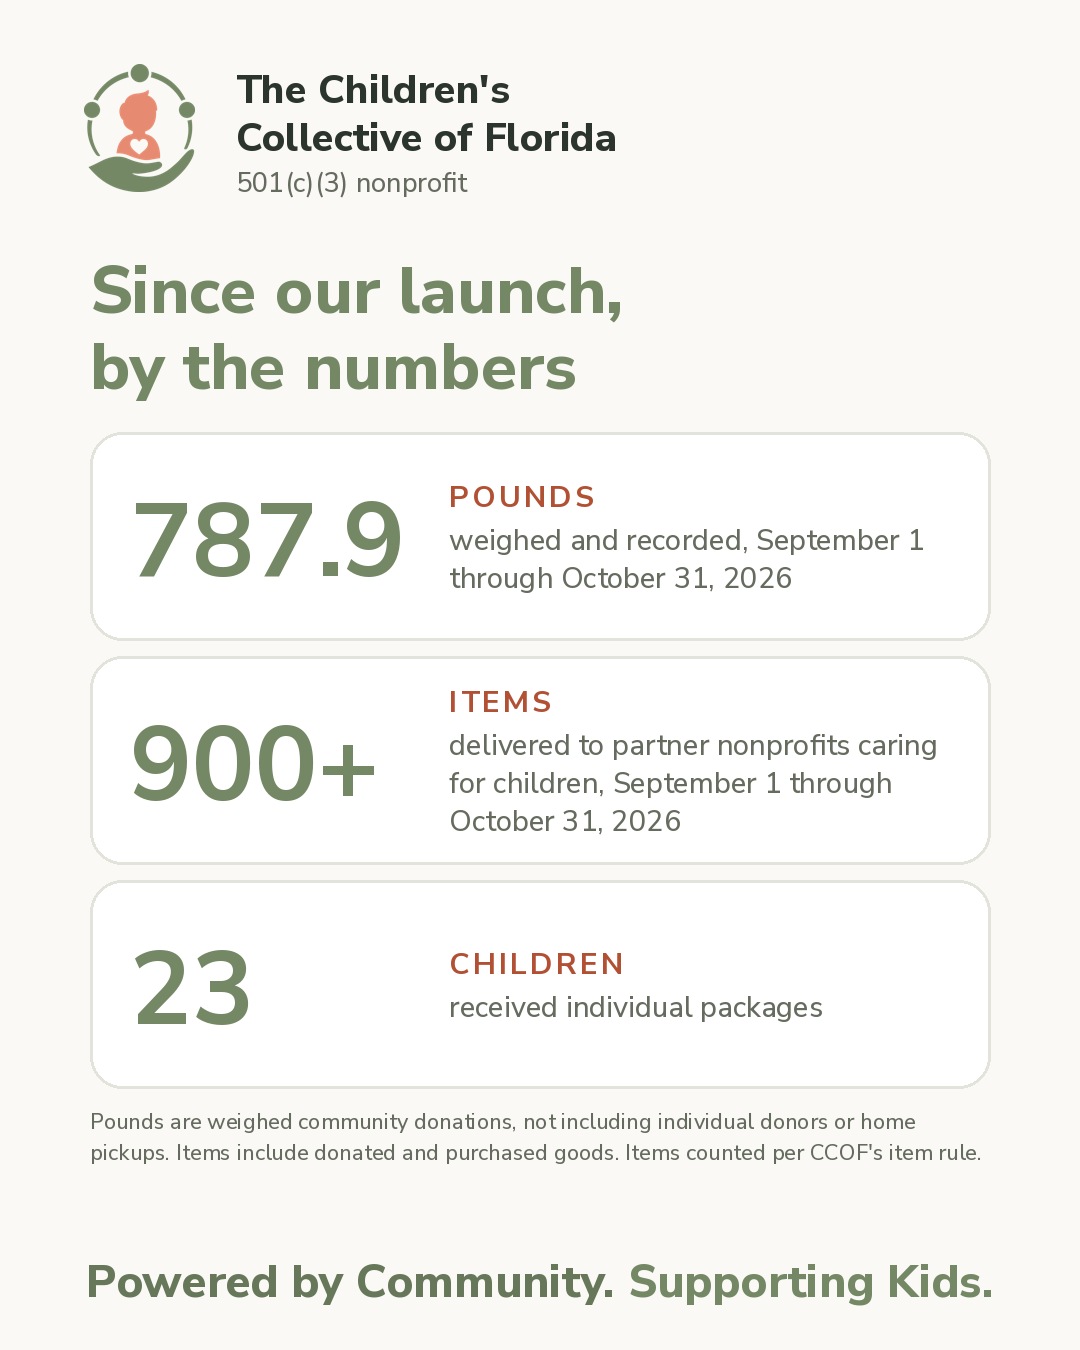 The Children's
Collective of Florida
501(c)(3) nonprofit
Since our launch,
by the numbers
787.9
POUNDS
weighed and recorded, September 1
through October 31, 2026
900+
ITEMS
delivered to partner nonprofits caring
for children, September 1 through
October 31, 2026
23
CHILDREN
received individual packages
Pounds are weighed community donations, not including individual donors or home
pickups. Items include donated and purchased goods. Items counted per CCOF's item rule.
Powered by Community. Supporting Kids.